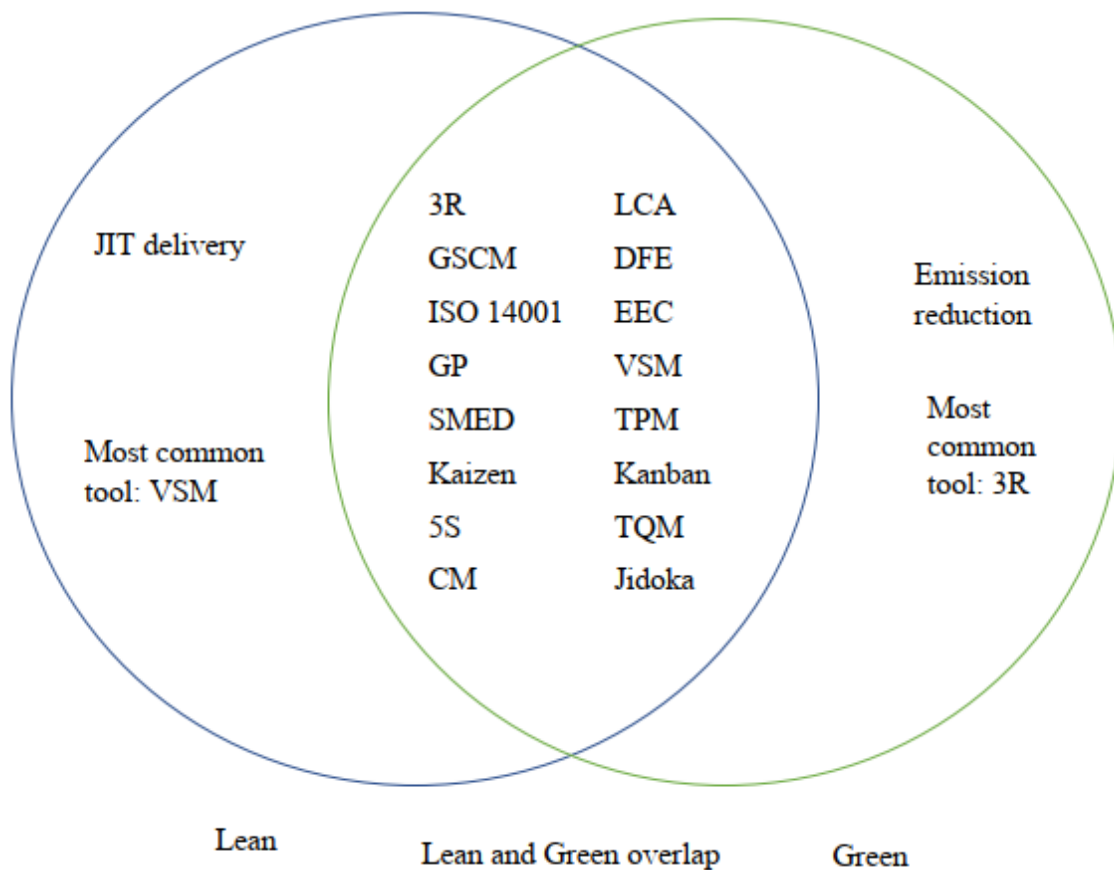 JIT delivery
Most common
tool: VSM
3R
GSCM
ISO 14001
GP
SMED
Kaizen
5S
CM
LCA
DFE
EEC
VSM
TPM
Kanban
TQM
Jidoka
Emission
reduction
Most
common
tool: 3R
Lean
Lean and Green overlap
Green